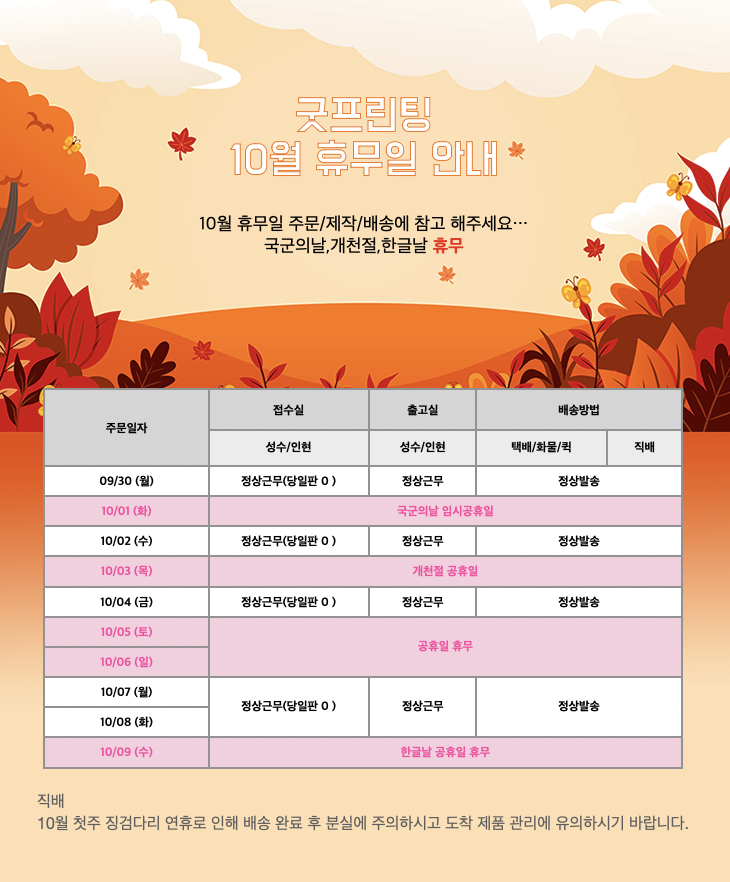 굿프린팅
10월 휴무일 안내
10월 휴무일 주문/제작/배송에 참고 해주세요…
국군의날,개천절,한글날 휴무
주문일자 접수실 출고실 배송방법
성수/인현 성수/인현 택배/화물/퀵 직배
09/30 (월) 정상근무(당일판 0 ) 정상근무 정상발송
10/01 (화) 국군의날 임시공휴일
10/02 (수) 정상근무(당일판 0 ) 정상근무 정상발송
10/03 (목) 개천절 공휴일
10/04 (금) 정상근무(당일판 0 ) 정상근무 정상발송
10/05 (토)
공휴일 휴무
10/06 (일)
10/07 (월)
정상근무(당일판 0 ) 정상근무 정상발송
10/08 (화)
10/09 (수) 한글날 공휴일 휴무
직배
10월 첫주 징검다리 연휴로 인해 배송 완료 후 분실에 주의하시고 도착 제품 관리에 유의하시기 바랍니다.